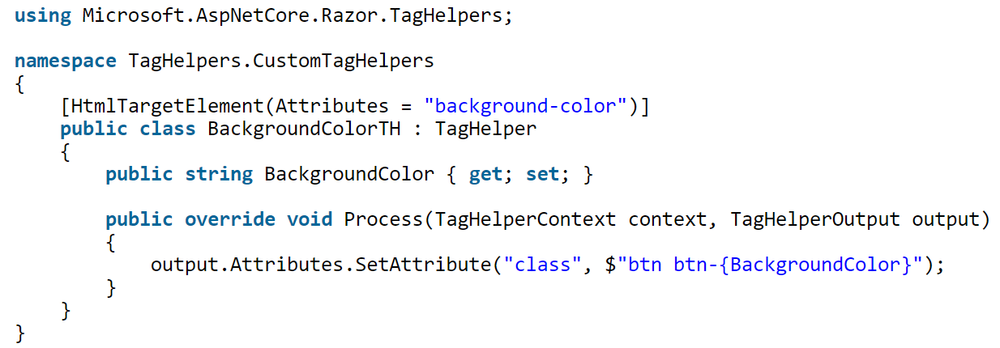 using Microsoft.AspNetCore.Razor.TagHelpers;

namespace TagHelpers.CustomTagHelpers
{
    [HtmlTargetElement(Attributes = "background-color")]
    public class BackgroundColorTH : TagHelper
    {
        public string BackgroundColor { get; set; }

        public override void Process(TagHelperContext context, TagHelperOutput output)
        {
            output.Attributes.SetAttribute("class", $"btn btn-{BackgroundColor}");
        }
    }
}